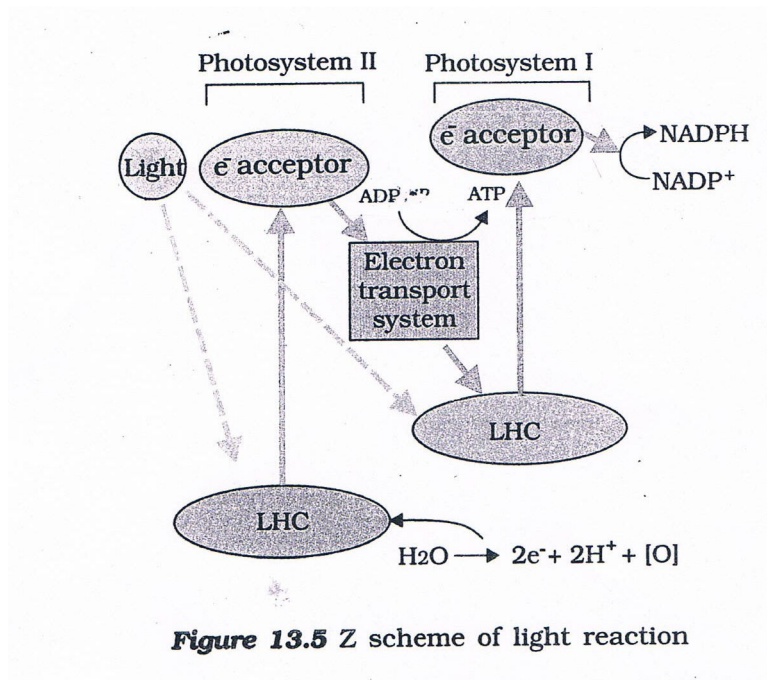 Photosystem II
Photosystem I
Light
e⁻ acceptor
e⁻ acceptor
NADPH
NADP⁺
ADP
ATP
Electron
transport
system
LHC
LHC
H2O → 2e⁻+ 2H⁺ + [O]
Figure 13.5 Z scheme of light reaction